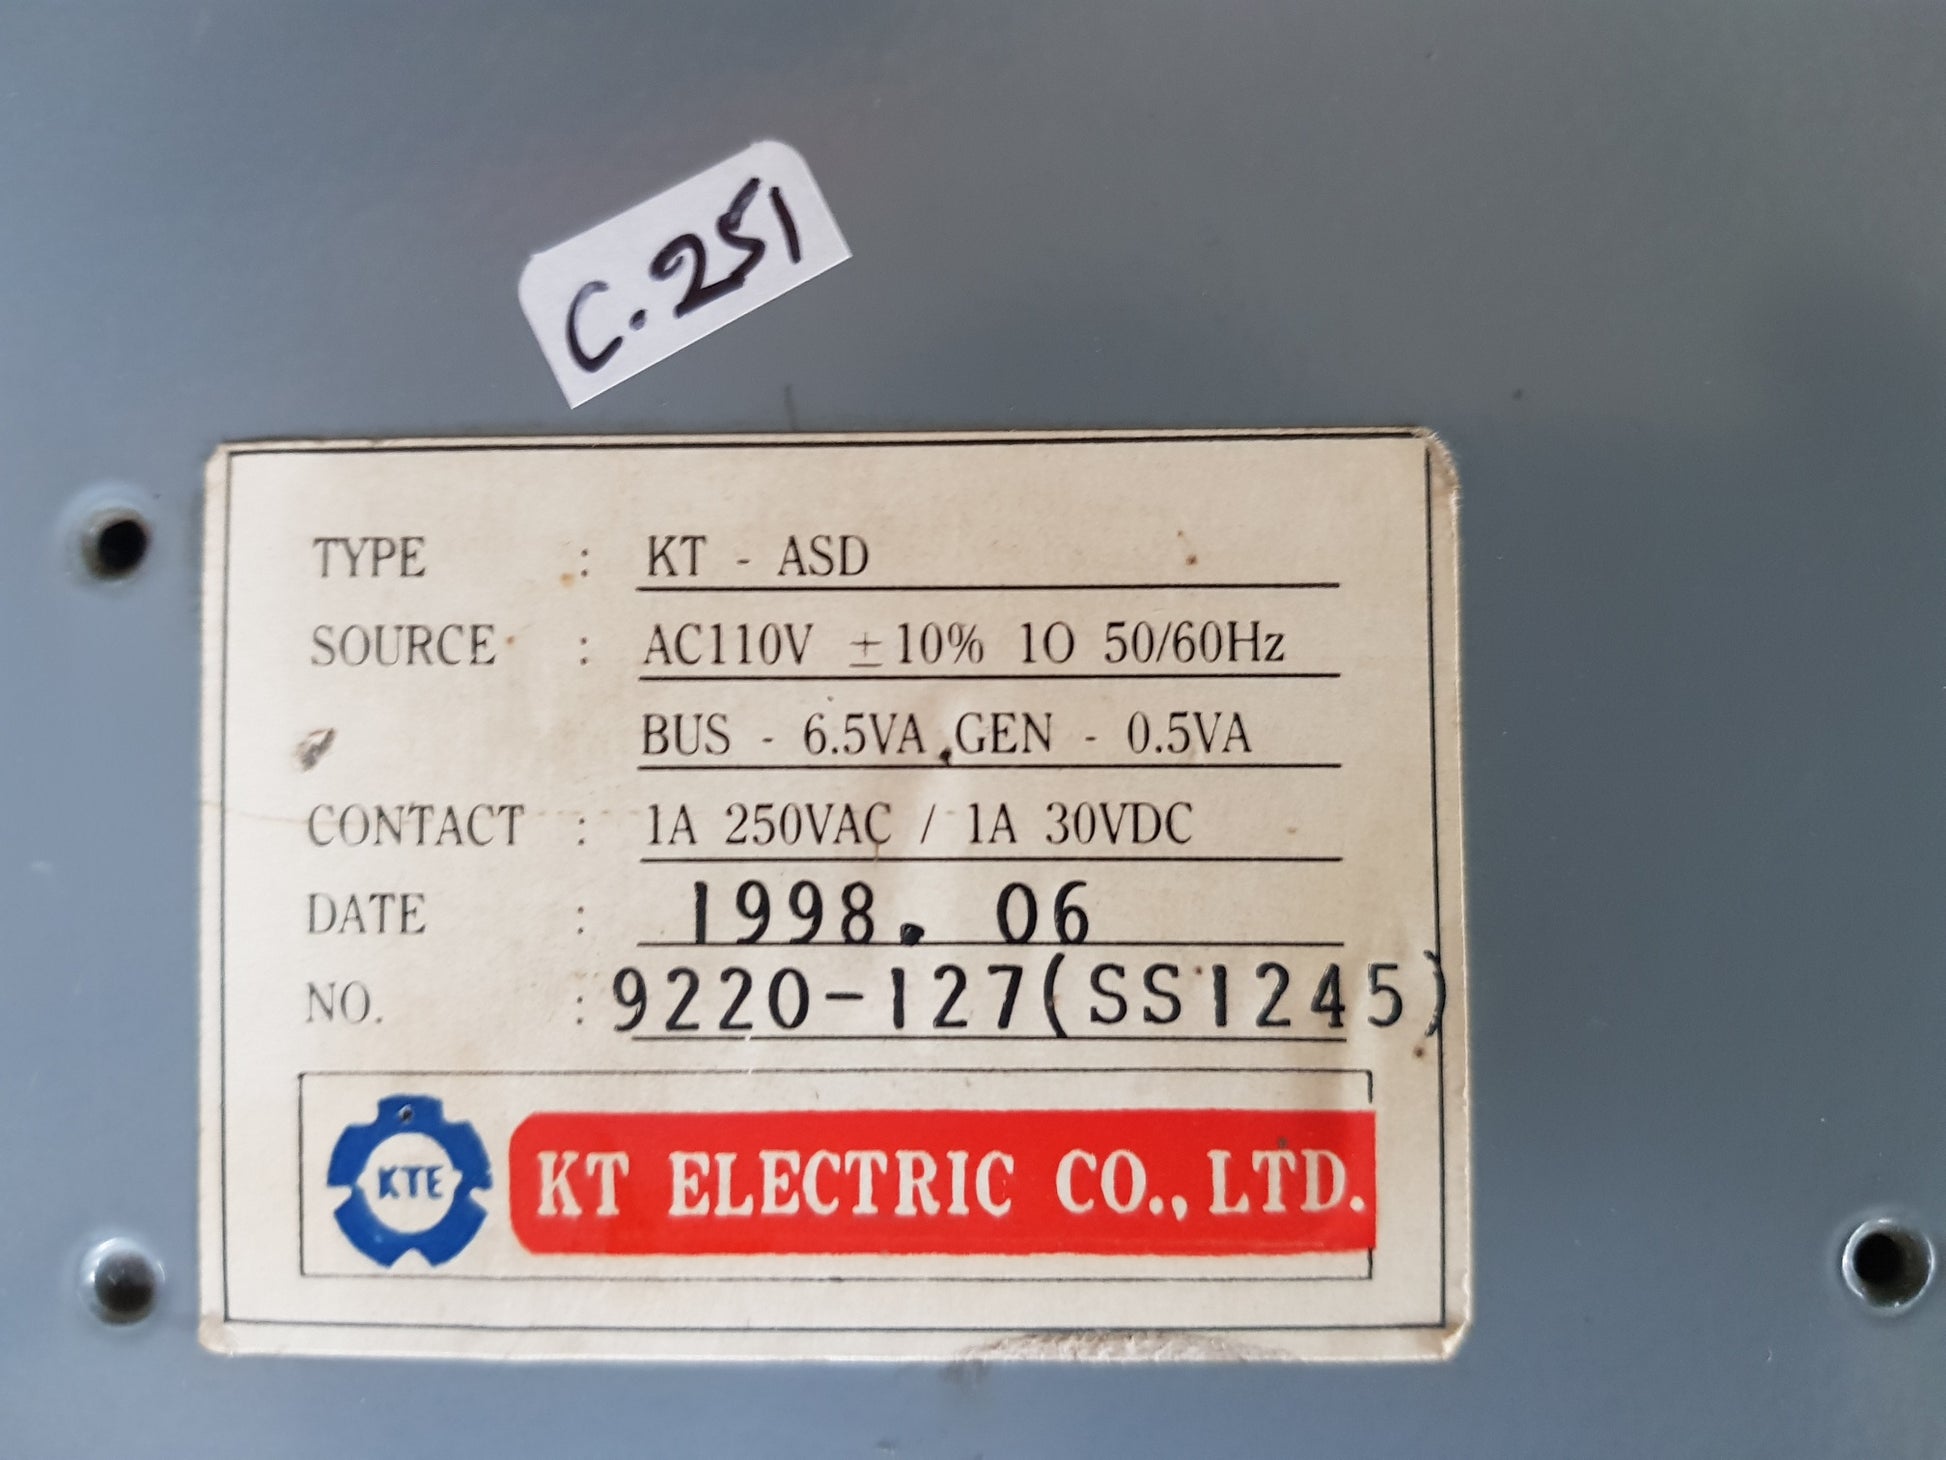 C.251
TYPE : KT - ASD
SOURCE : AC110V ±10% 1O 50/60Hz
BUS - 6.5VA, GEN - 0.5VA
CONTACT : 1A 250VAC / 1A 30VDC
DATE : 1998. 06
NO. : 9220-127(SS1245)
KTE KT ELECTRIC CO., LTD.